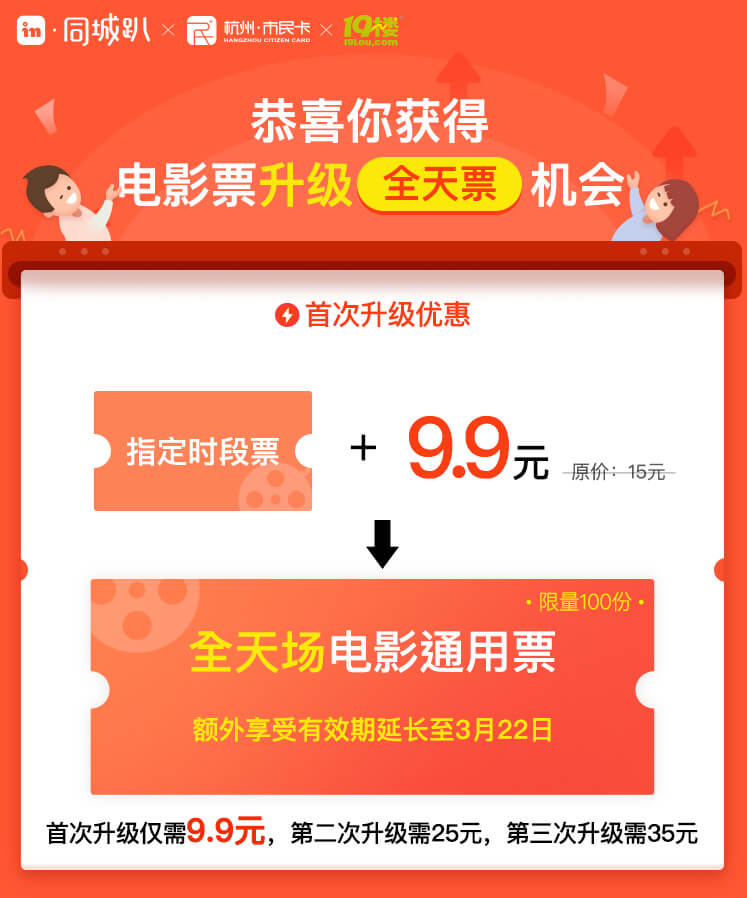 in · 同城趴 × 杭州·市民卡 HANGZHOU CITIZEN CARD × 19楼 19Lou.com
恭喜你获得
电影票升级 全天票 机会
首次升级优惠
指定时段票 + 9.9元 原价：15元
·限量100份·
全天场电影通用票
额外享受有效期延长至3月22日
首次升级仅需9.9元，第二次升级需25元，第三次升级需35元